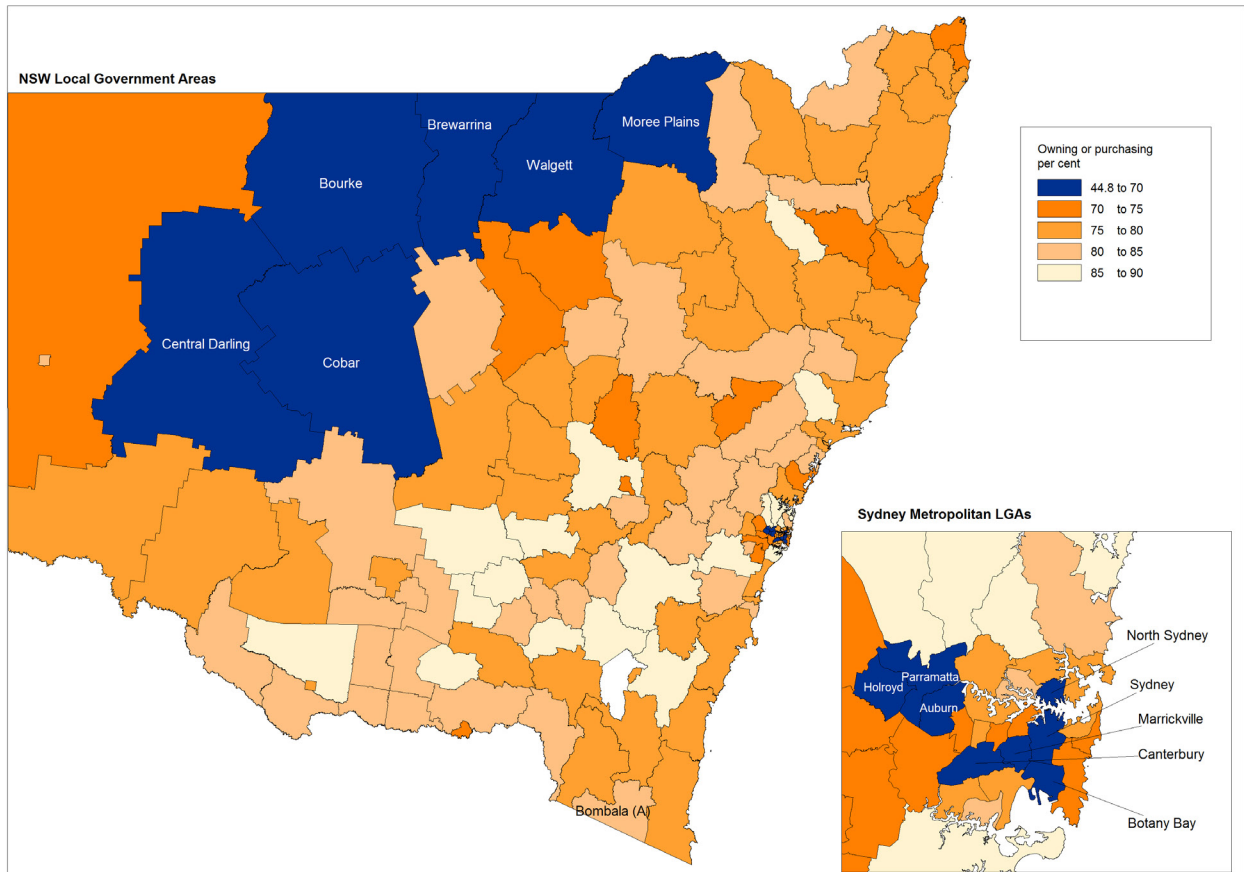 NSW Local Government Areas
Brewarrina
Moree Plains
Walgett
Bourke
Central Darling
Cobar
Bombala (A)
Owning or purchasing
per cent
44.8 to 70
70 to 75
75 to 80
80 to 85
85 to 90
Sydney Metropolitan LGAs
North Sydney
Parramatta
Holroyd
Sydney
Auburn
Marrickville
Canterbury
Botany Bay